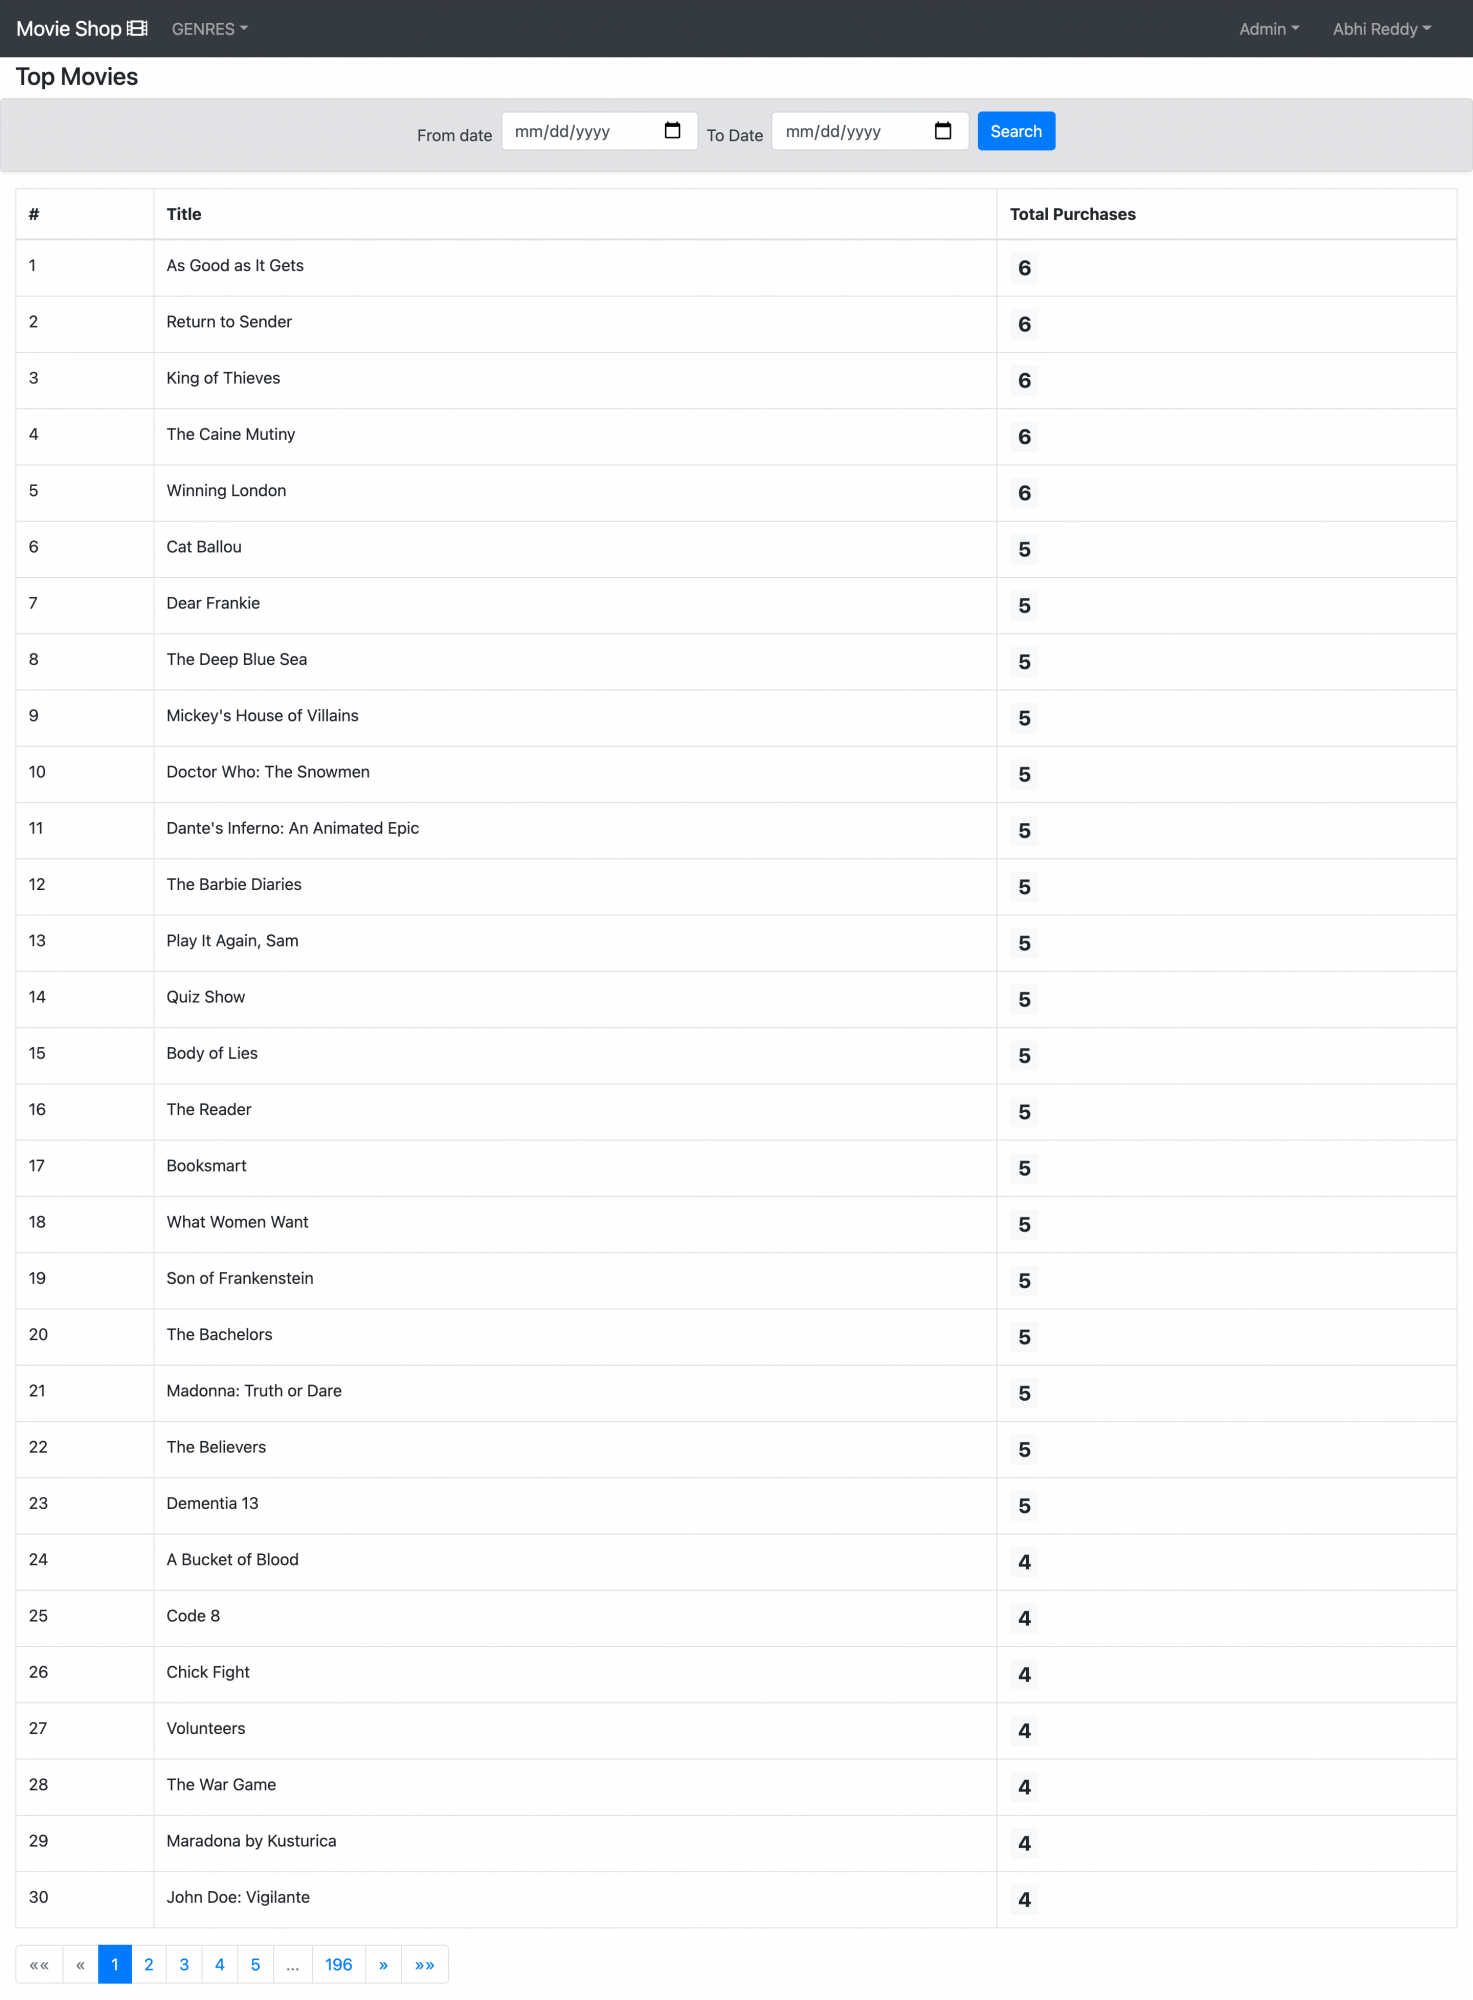 Movie Shop GENRES Admin Abhi Reddy
Top Movies
From date mm/dd/yyyy To Date mm/dd/yyyy Search
# Title Total Purchases
1 As Good as It Gets 6
2 Return to Sender 6
3 King of Thieves 6
4 The Caine Mutiny 6
5 Winning London 6
6 Cat Ballou 5
7 Dear Frankie 5
8 The Deep Blue Sea 5
9 Mickey's House of Villains 5
10 Doctor Who: The Snowmen 5
11 Dante's Inferno: An Animated Epic 5
12 The Barbie Diaries 5
13 Play It Again, Sam 5
14 Quiz Show 5
15 Body of Lies 5
16 The Reader 5
17 Booksmart 5
18 What Women Want 5
19 Son of Frankenstein 5
20 The Bachelors 5
21 Madonna: Truth or Dare 5
22 The Believers 5
23 Dementia 13 5
24 A Bucket of Blood 4
25 Code 8 4
26 Chick Fight 4
27 Volunteers 4
28 The War Game 4
29 Maradona by Kusturica 4
30 John Doe: Vigilante 4
«« « 1 2 3 4 5 ... 196 » »»